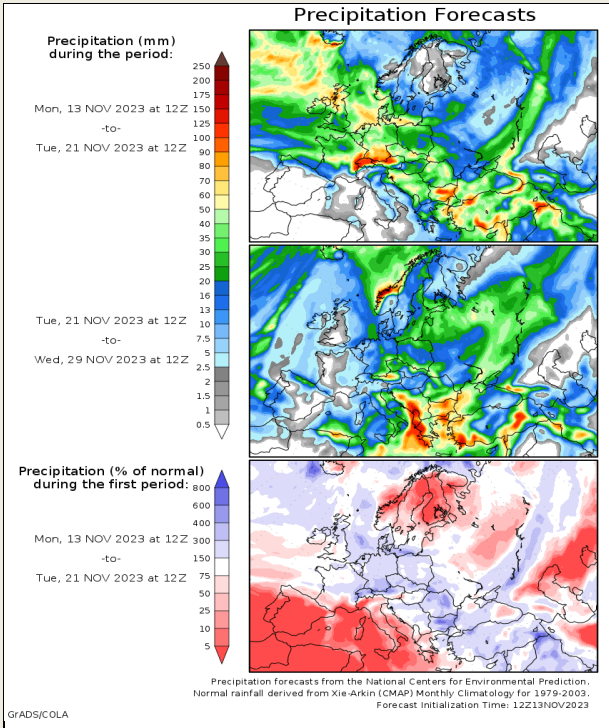 Precipitation Forecasts
Precipitation (mm)
during the period:
Mon, 13 NOV 2023 at 12Z
-to-
Tue, 21 NOV 2023 at 12Z
250
200
175
150
125
100
90
80
70
60
50
40
35
30
25
20
16
13
10
7.5
5
2.5
2
1.5
1
0.5
Tue, 21 NOV 2023 at 12Z
-to-
Wed, 29 NOV 2023 at 12Z
Precipitation (% of normal)
during the first period:
Mon, 13 NOV 2023 at 12Z
-to-
Tue, 21 NOV 2023 at 12Z
800
600
400
300
150
75
50
25
10
5
Precipitation forecasts from the National Centers for Environmental Prediction.
Normal rainfall derived from Xie-Arkin (CMAP) Monthly Climatology for 1979-2003.
Forecast Initialization Time: 12Z13NOV2023
GrADS/COLA